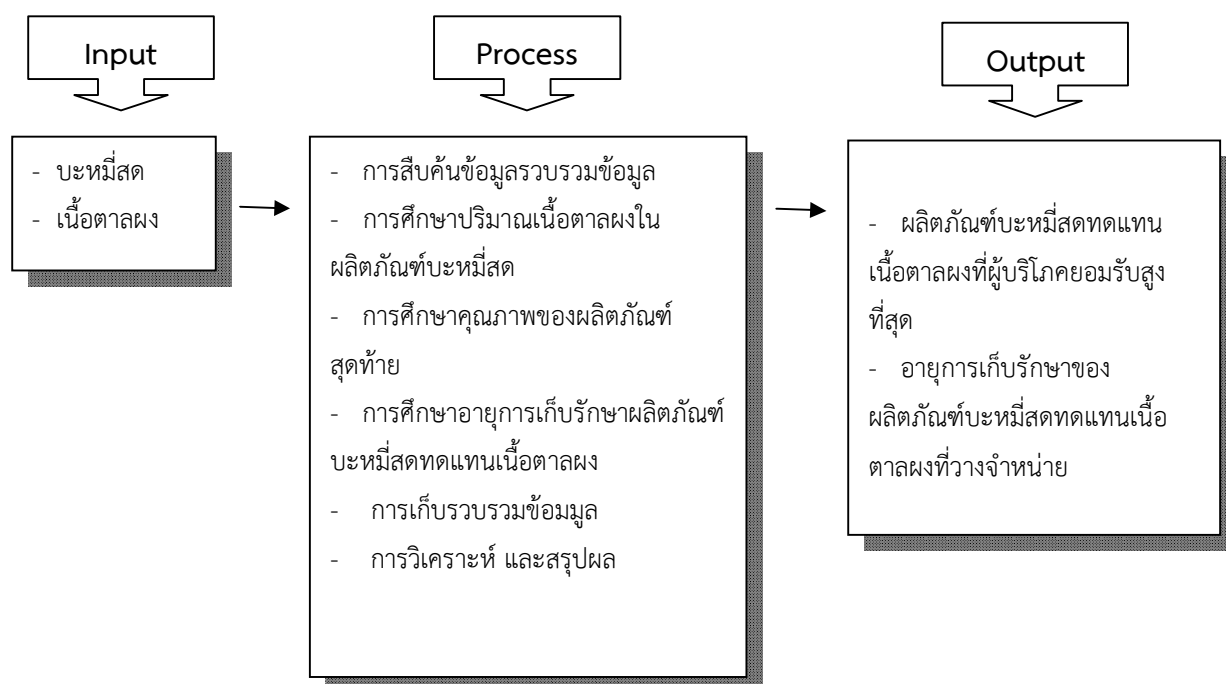 Input
- บะหมี่สด
- เนื้อตาลผง
Process
- การสืบค้นข้อมูลรวบรวมข้อมูล
- การศึกษาปริมาณเนื้อตาลผงใน
ผลิตภัณฑ์บะหมี่สด
- การศึกษาคุณภาพของผลิตภัณฑ์
สุดท้าย
- การศึกษาอายุการเก็บรักษาผลิตภัณฑ์
บะหมี่สดทดแทนเนื้อตาลผง
- การเก็บรวบรวมข้อมมูล
- การวิเคราะห์ และสรุปผล
Output
- ผลิตภัณฑ์บะหมี่สดทดแทน
เนื้อตาลผงที่ผู้บริโภคยอมรับสูง
ที่สุด
- อายุการเก็บรักษาของ
ผลิตภัณฑ์บะหมี่สดทดแทนเนื้อ
ตาลผงที่วางจำหน่าย